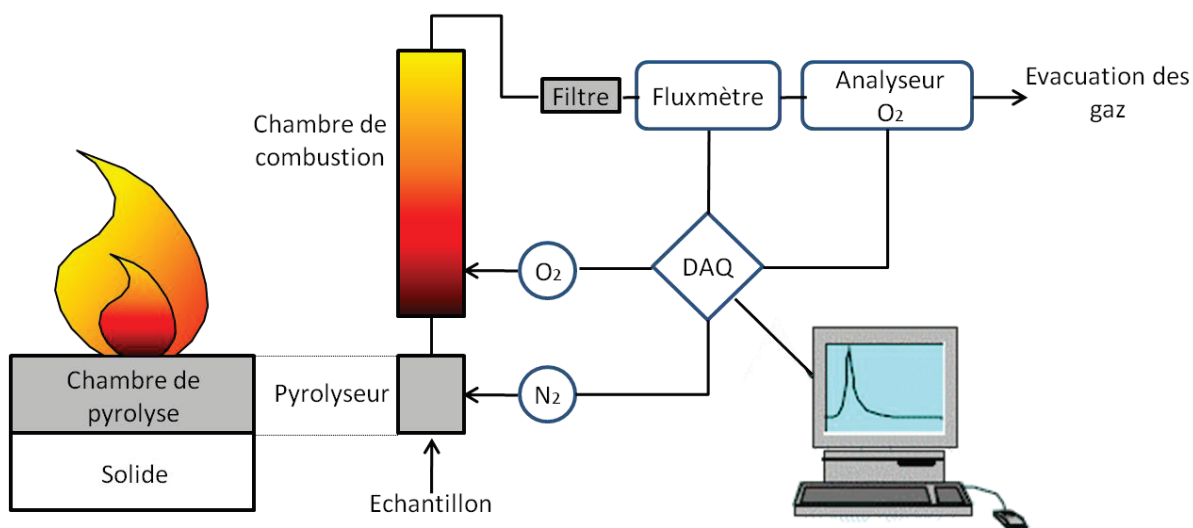 Chambre de
combustion
Filtre
Fluxmètre
Analyseur
O₂
Evacuation des
gaz
O₂
DAQ
Chambre de
pyrolyse
Pyrolyseur
N₂
Solide
Echantillon